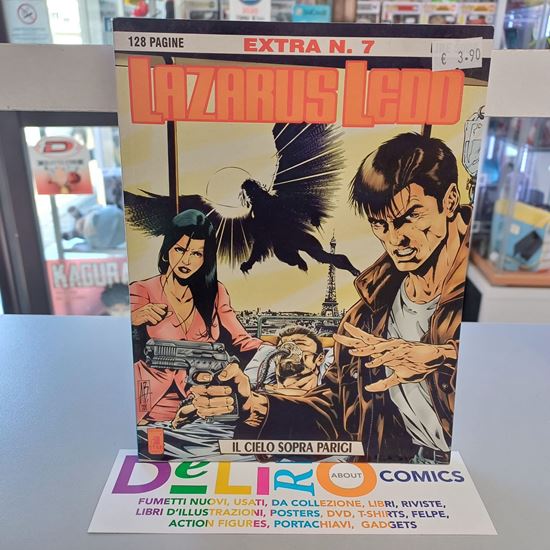 128 PAGINE
EXTRA N. 7
€ 3.90
LAZARUS LEDD
KAGURA
IL CIELO SOPRA PARIGI
DeLiRO ABOUT COMICS
FUMETTI NUOVI, USATI, DA COLLEZIONE, LIBRI, RIVISTE,
LIBRI D'ILLUSTRAZIONI, POSTERS, DVD, T-SHIRTS, FELPE,
ACTION FIGURES, PORTACHIAVI, GADGETS